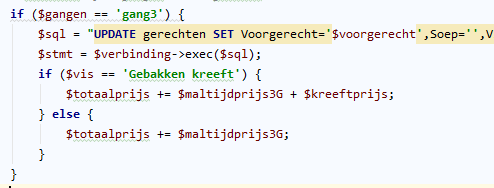 if ($gangen == 'gang3') {
$sql = "UPDATE gerechten SET Voorgerecht='$voorgerecht',Soep='',V
$stmt = $verbinding->exec($sql);
if ($vis == 'Gebakken kreeft') {
$totaalprijs += $maltijdprijs3G + $kreeftprijs;
} else {
$totaalprijs += $maltijdprijs3G;
}
}